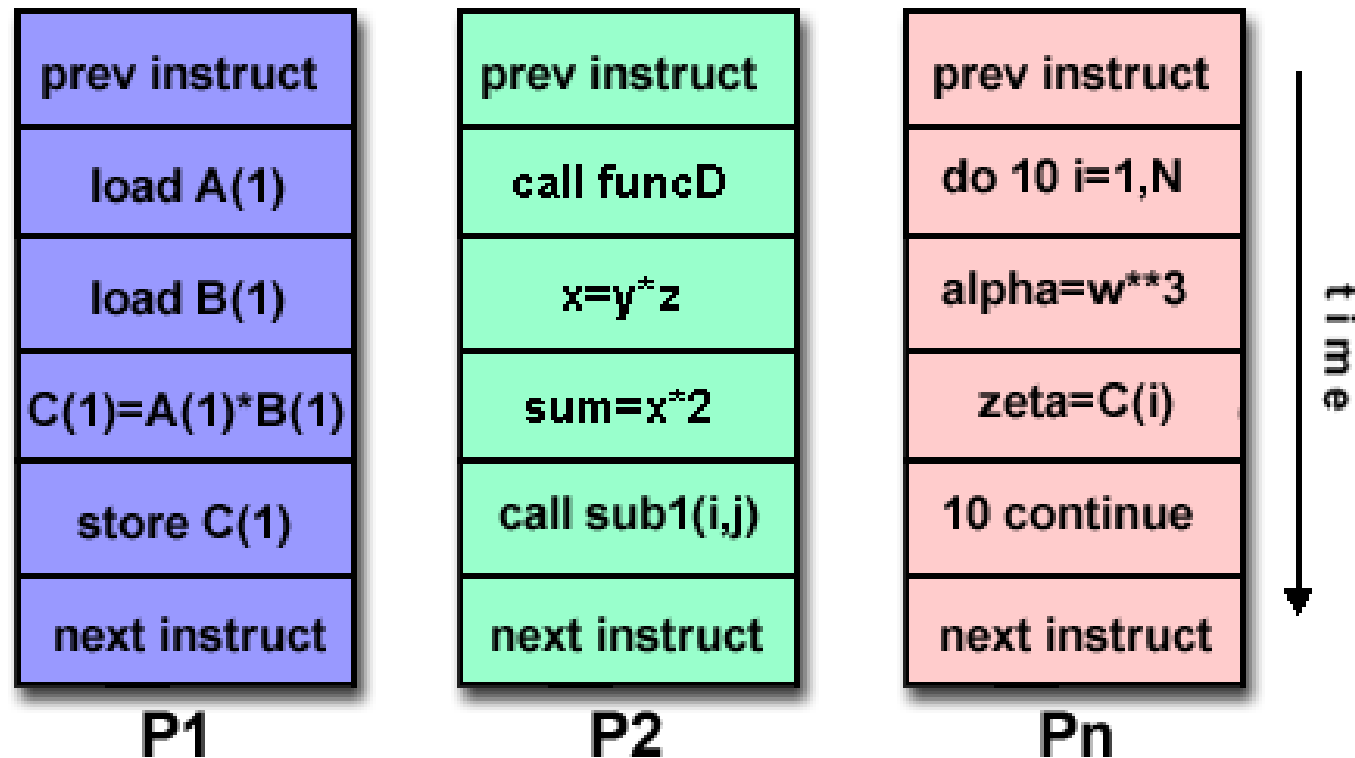 prev instruct
load A(1)
load B(1)
C(1)=A(1)*B(1)
store C(1)
next instruct
P1
prev instruct
call funcD
x=y*z
sum=x*2
call sub1(i,j)
next instruct
P2
prev instruct
do 10 i=1,N
alpha=w**3
zeta=C(i)
10 continue
next instruct
Pn
time